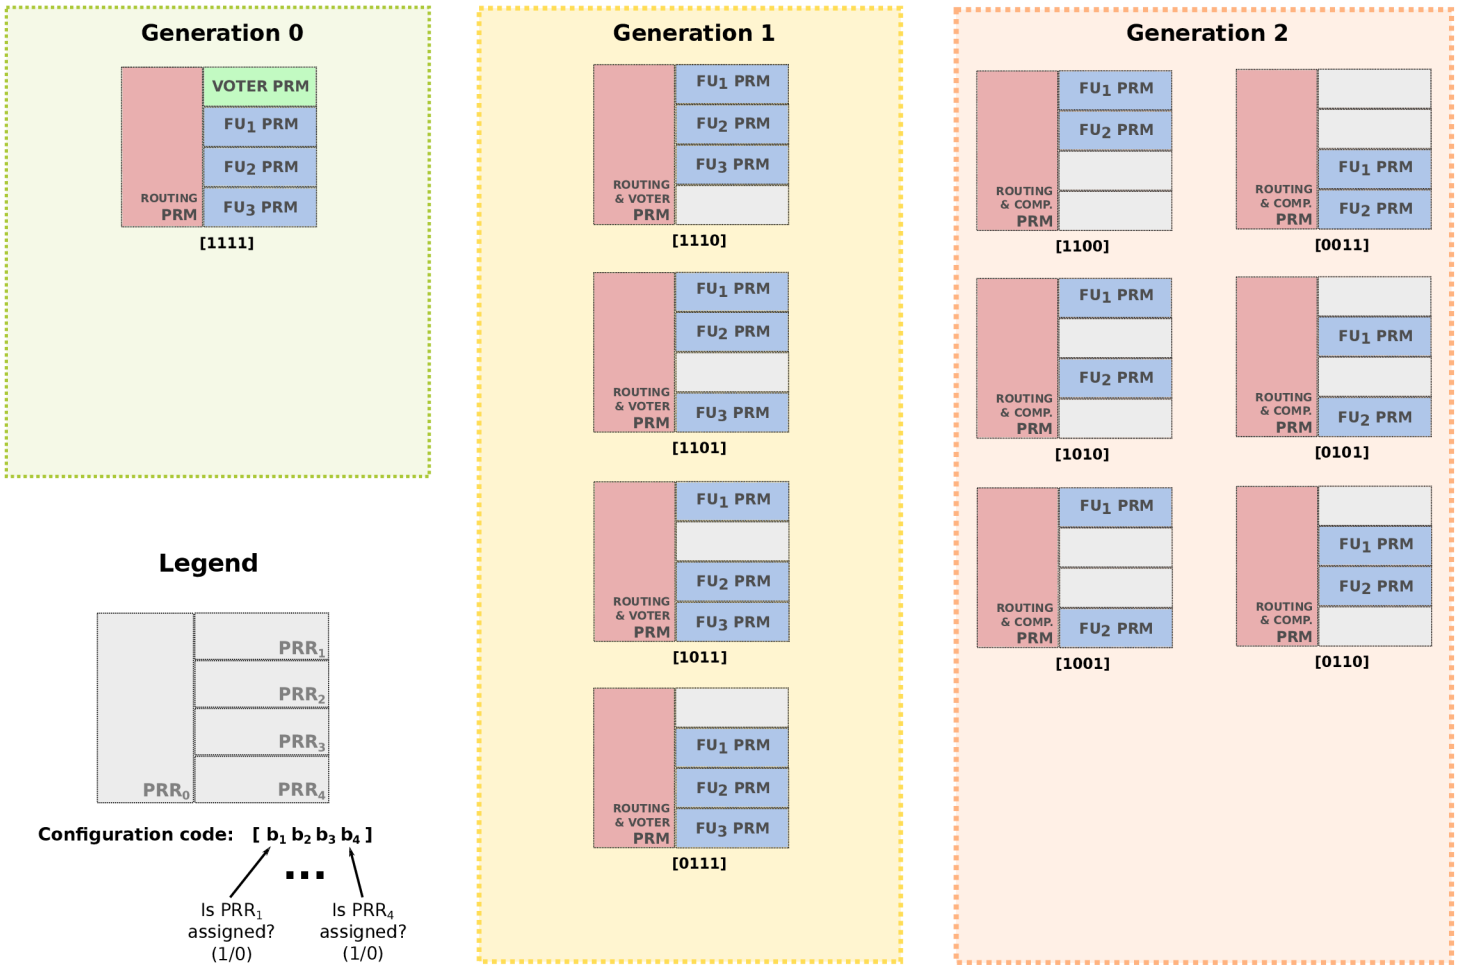 Generation 0
VOTER PRM
FU1 PRM
FU2 PRM
FU3 PRM
ROUTING
PRM
[1111]
Legend
PRR1
PRR2
PRR3
PRR0
PRR4
Configuration code: [ b1 b2 b3 b4 ]
...
Is PRR1
assigned?
(1/0)
Is PRR4
assigned?
(1/0)
Generation 1
FU1 PRM
FU2 PRM
FU3 PRM
ROUTING
& VOTER
PRM
[1110]
FU1 PRM
FU2 PRM
ROUTING
& VOTER
PRM
FU3 PRM
[1101]
FU1 PRM
FU2 PRM
ROUTING
& VOTER
PRM
FU3 PRM
[1011]
FU1 PRM
FU2 PRM
ROUTING
& VOTER
PRM
FU3 PRM
[0111]
Generation 2
FU1 PRM
FU2 PRM
ROUTING
& COMP.
PRM
[1100]
FU1 PRM
ROUTING
& COMP.
PRM
FU2 PRM
[0011]
FU1 PRM
FU2 PRM
ROUTING
& COMP.
PRM
[1010]
FU1 PRM
ROUTING
& COMP.
PRM
FU2 PRM
[0101]
FU1 PRM
ROUTING
& COMP.
PRM
FU2 PRM
[1001]
FU1 PRM
FU2 PRM
ROUTING
& COMP.
PRM
[0110]